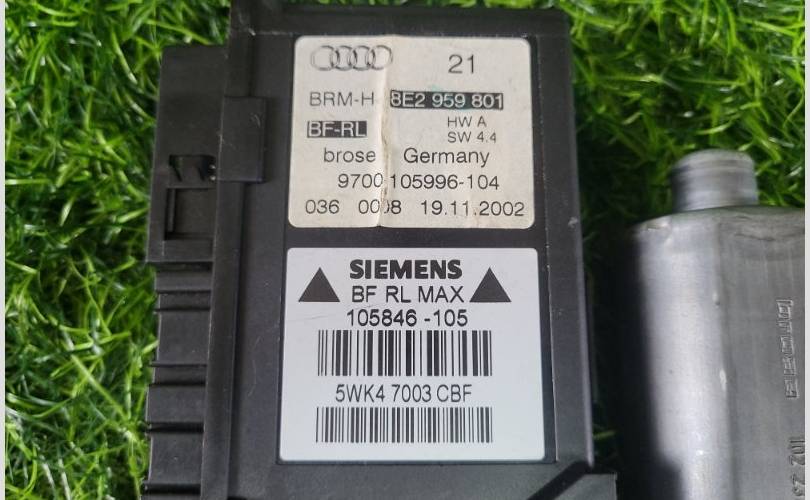 21
BRM-H 8E2 959 801
BF-RL HW A
SW 4.4
brose Germany
9700 105996-104
036 0008 19.11.2002
SIEMENS
BF RL MAX
105846 -105
5WK4 7003 CBF